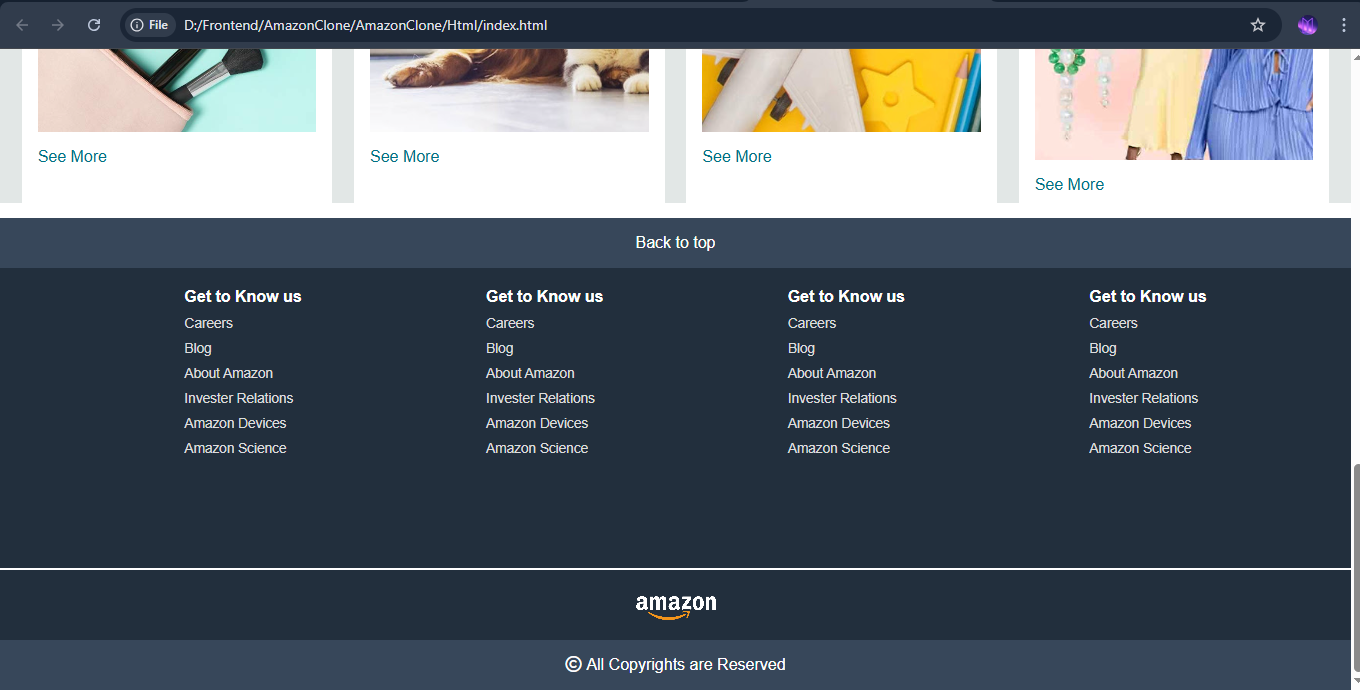 File D:/Frontend/AmazonClone/AmazonClone/Html/index.html
See More See More See More See More
Back to top
Get to Know us Get to Know us Get to Know us Get to Know us
Careers Careers Careers Careers
Blog Blog Blog Blog
About Amazon About Amazon About Amazon About Amazon
Invester Relations Invester Relations Invester Relations Invester Relations
Amazon Devices Amazon Devices Amazon Devices Amazon Devices
Amazon Science Amazon Science Amazon Science Amazon Science
amazon
© All Copyrights are Reserved